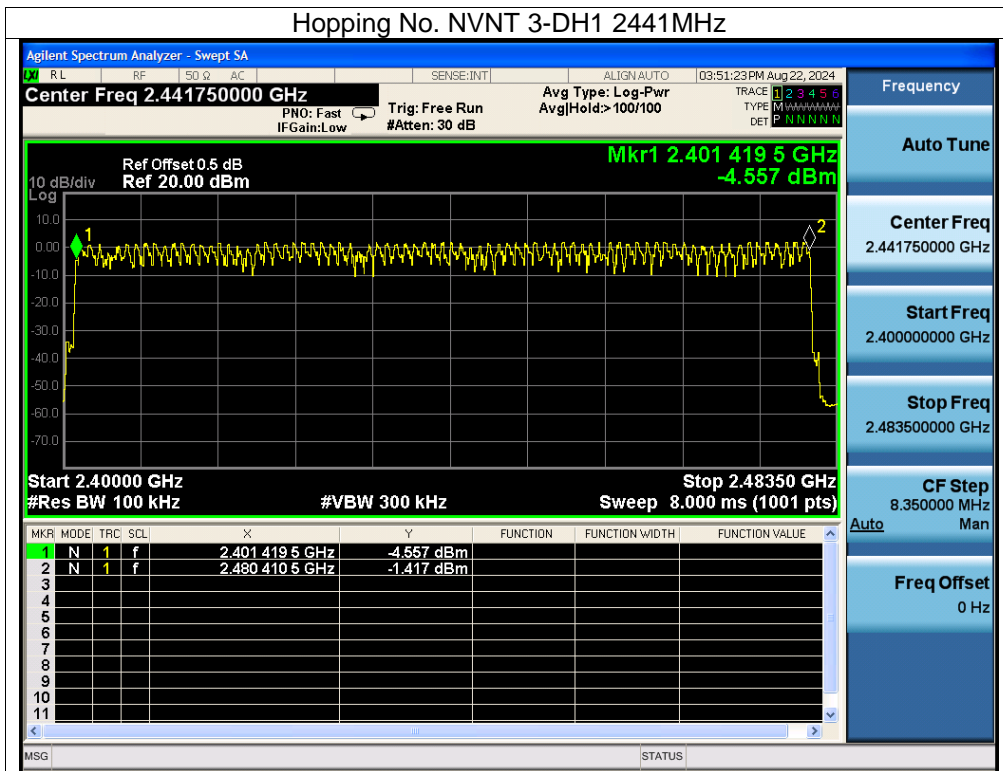 Hopping No. NVNT 3-DH1 2441MHz
Agilent Spectrum Analyzer - Swept SA
LXI RL RF 50 Ω AC SENSE:INT ALIGN AUTO 03:51:23 PM Aug 22, 2024
Center Freq 2.441750000 GHz
PNO: Fast
IFGain:Low
Trig: Free Run
#Atten: 30 dB
Avg Type: Log-Pwr
Avg|Hold:>100/100
TRACE 1 2 3 4 5 6
TYPE M WWWWW
DET P N N N N N
Mkr1 2.401 419 5 GHz
-4.557 dBm
Ref Offset 0.5 dB
10 dB/div Ref 20.00 dBm
Log
10.0
0.00
-10.0
-20.0
-30.0
-40.0
-50.0
-60.0
-70.0
1
2
Start 2.40000 GHz Stop 2.48350 GHz
#Res BW 100 kHz #VBW 300 kHz Sweep 8.000 ms (1001 pts)
MKR MODE TRC SCL X Y FUNCTION FUNCTION WIDTH FUNCTION VALUE
1 N 1 f 2.401 419 5 GHz -4.557 dBm
2 N 1 f 2.480 410 5 GHz -1.417 dBm
3
4
5
6
7
8
9
10
11
MSG STATUS
Frequency
Auto Tune
Center Freq
2.441750000 GHz
Start Freq
2.400000000 GHz
Stop Freq
2.483500000 GHz
CF Step
8.350000 MHz
Auto Man
Freq Offset
0 Hz